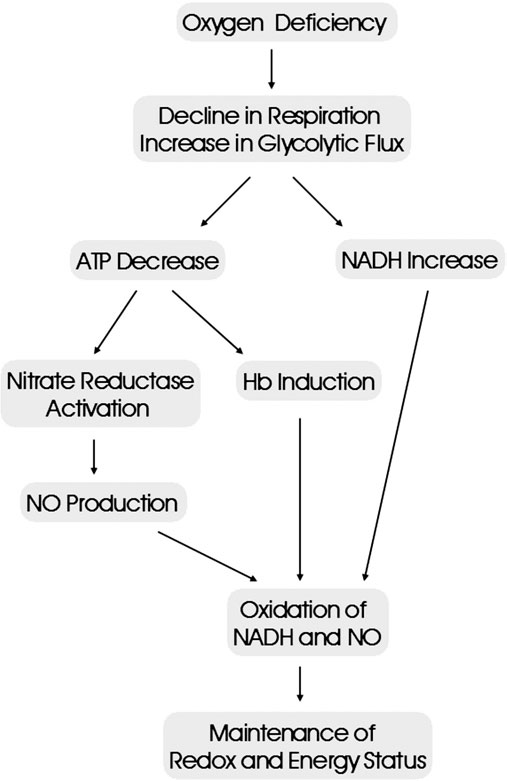 Oxygen Deficiency
Decline in Respiration
Increase in Glycolytic Flux
ATP Decrease
NADH Increase
Nitrate Reductase
Activation
Hb Induction
NO Production
Oxidation of
NADH and NO
Maintenance of
Redox and Energy Status